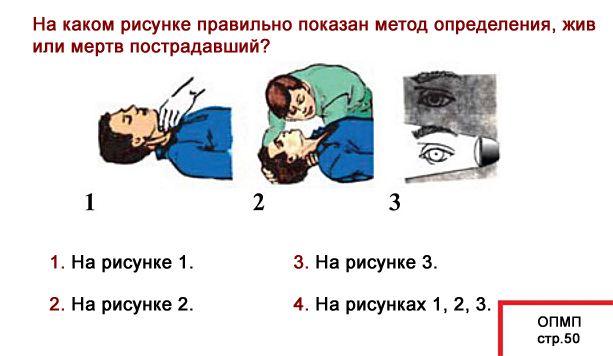 На каком рисунке правильно показан метод определения, жив
или мертв пострадавший?
1
2
3
1. На рисунке 1.
3. На рисунке 3.
2. На рисунке 2.
4. На рисунках 1, 2, 3.
ОПМП
стр.50